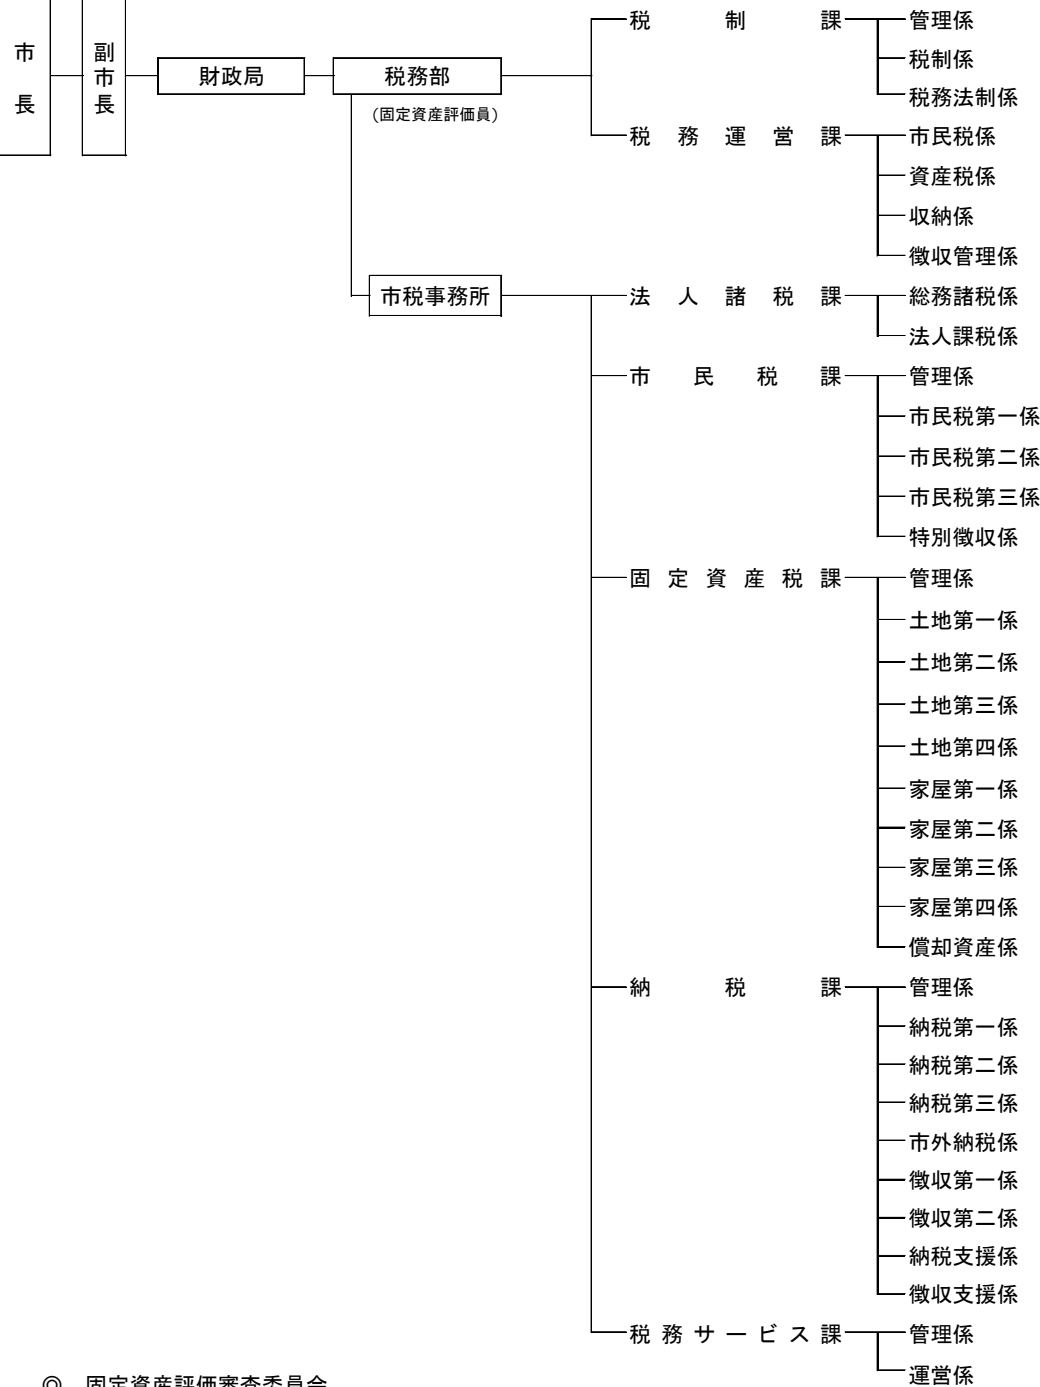 市長
副市長
財政局
税務部
(固定資産評価員)
税制課
管理係
税制係
税務法制係
税務運営課
市民税係
資産税係
収納係
徴収管理係
市税事務所
法人諸税課
総務諸税係
法人課税係
市民税課
管理係
市民税第一係
市民税第二係
市民税第三係
特別徴収係
固定資産税課
管理係
土地第一係
土地第二係
土地第三係
土地第四係
家屋第一係
家屋第二係
家屋第三係
家屋第四係
償却資産係
納税課
管理係
納税第一係
納税第二係
納税第三係
市外納税係
徴収第一係
徴収第二係
納税支援係
徴収支援係
税務サービス課
管理係
運営係
◎ 固定資産評価審査委員会